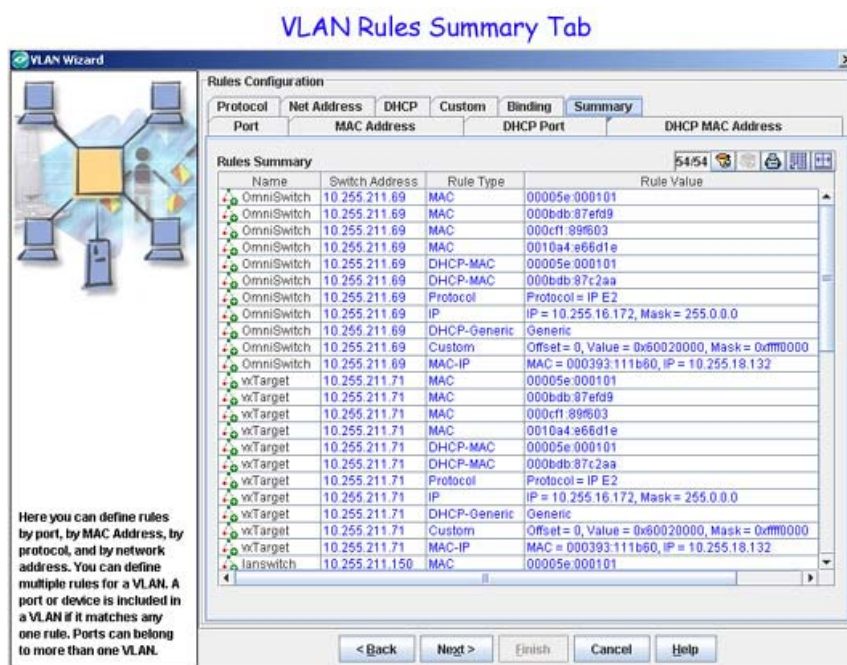 VLAN Rules Summary Tab
VLAN Wizard
Rules Configuration
Protocol Net Address DHCP Custom Binding Summary
Port MAC Address DHCP Port DHCP MAC Address
Rules Summary 54/54
Name Switch Address Rule Type Rule Value
OmniSwitch 10.255.211.69 MAC 00005e:000101
OmniSwitch 10.255.211.69 MAC 000bdb:87efd9
OmniSwitch 10.255.211.69 MAC 000cf1:89f603
OmniSwitch 10.255.211.69 MAC 0010a4:e66d1e
OmniSwitch 10.255.211.69 DHCP-MAC 00005e:000101
OmniSwitch 10.255.211.69 DHCP-MAC 000bdb:87c2aa
OmniSwitch 10.255.211.69 Protocol Protocol = IP E2
OmniSwitch 10.255.211.69 IP IP = 10.255.16.172, Mask = 255.0.0.0
OmniSwitch 10.255.211.69 DHCP-Generic Generic
OmniSwitch 10.255.211.69 Custom Offset = 0, Value = 0x60020000, Mask = 0xffff0000
OmniSwitch 10.255.211.69 MAC-IP MAC = 000393:111b60, IP = 10.255.18.132
vxTarget 10.255.211.71 MAC 00005e:000101
vxTarget 10.255.211.71 MAC 000bdb:87efd9
vxTarget 10.255.211.71 MAC 000cf1:89f603
vxTarget 10.255.211.71 MAC 0010a4:e66d1e
vxTarget 10.255.211.71 DHCP-MAC 00005e:000101
vxTarget 10.255.211.71 DHCP-MAC 000bdb:87c2aa
vxTarget 10.255.211.71 Protocol Protocol = IP E2
vxTarget 10.255.211.71 IP IP = 10.255.16.172, Mask = 255.0.0.0
vxTarget 10.255.211.71 DHCP-Generic Generic
vxTarget 10.255.211.71 Custom Offset = 0, Value = 0x60020000, Mask = 0xffff0000
vxTarget 10.255.211.71 MAC-IP MAC = 000393:111b60, IP = 10.255.18.132
lanswitch 10.255.211.150 MAC 00005e:000101
Here you can define rules
by port, by MAC Address, by
protocol, and by network
address. You can define
multiple rules for a VLAN. A
port or device is included in
a VLAN if it matches any
one rule. Ports can belong
to more than one VLAN.
< Back Next > Finish Cancel Help